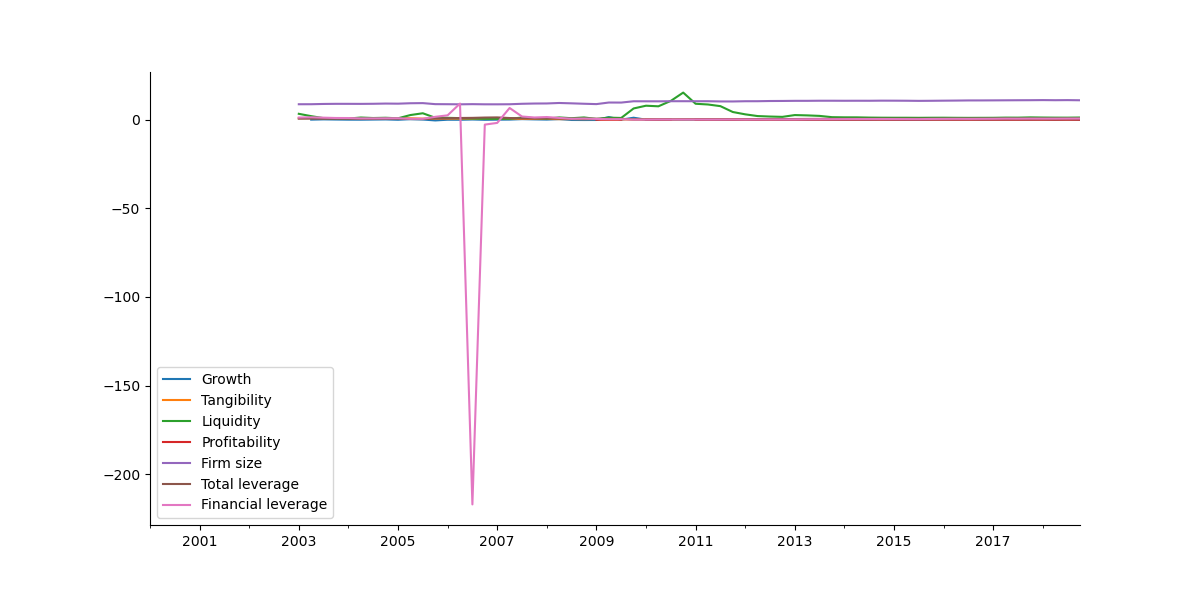 0
−50
−100
−150
−200
Growth
Tangibility
Liquidity
Profitability
Firm size
Total leverage
Financial leverage
2001 2003 2005 2007 2009 2011 2013 2015 2017